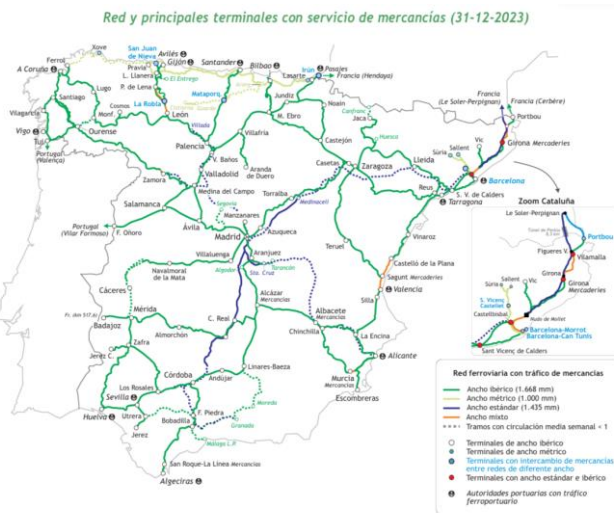 Red y principales terminales con servicio de mercancías (31-12-2023)
Xove
San Juan de Nieva
Avilés
Gijón
Santander
Bilbao
Irún
Pasajes
Francia (Hendaya)
Ferrol
A Coruña
Pravia
L. Llanera
P. de Lena
El Entrego
Lasarte
Santiago
Lugo
La Robla
Mataporq.
Jundiz
Noain
Canfranc
Jaca
Francia (Le Soler-Perpignan)
Francia (Cerbère)
Portbou
Vilagarcía
Monf.
Cosnos
León
M. Ebro
Vigo
Ourense
Tui
Portugal (Valença)
Villada
Palencia
Villafría
Castejón
Huesca
Súria
Sallent
Vic
Girona Mercaderies
V. Baños
Valladolid
Aranda de Duero
Casetas
Zaragoza
Lleida
Barcelona
Zamora
Medina del Campo
Torralba
Medinaceli
Reus
S. V. de Calders
Tarragona
Zoom Cataluña
Salamanca
Segovia
Manzanares
Le Soler-Perpignan
Portugal (Vilar Formoso)
F. Oñoro
Ávila
Madrid
Azuqueca
Teruel
Vinaroz
Portbou
Figueres V.
Vilamalla
Villaluenga
Aranjuez
Tarancón
Sta. Cruz
Algodor
Castelló de la Plana
Sagunt Mercaderies
Valencia
Súria
Sallent
Vic
Girona
Girona Mercaderies
Navalmoral de la Mata
Cáceres
Alcázar Mercancías
Silla
S. Vicenç Castellet
Castellbisbal
Nudo de Mollet
Mérida
Badajoz
C. Real
Albacete Mercancías
Chinchilla
La Encina
Barcelona-Morrot
Barcelona-Can Tunis
Sant Vicenç de Calders
Zafra
Almorchón
Jerez C.
Alicante
Córdoba
Andújar
Linares-Baeza
Murcia Mercancías
Escombreras
Los Rosales
Sevilla
Huelva
Utrera
Jerez
F. Piedra
Bobadilla
Moreda
Granada
Málaga L.P.
San Roque-La Línea Mercancías
Algeciras
Red ferroviaria con tráfico de mercancías
Ancho ibérico (1.668 mm)
Ancho métrico (1.000 mm)
Ancho estándar (1.435 mm)
Ancho mixto
Tramos con circulación media semanal < 1
Terminales de ancho ibérico
Terminales de ancho métrico
Terminales con intercambio de mercancías
entre redes de diferente ancho
Terminales con ancho estándar e ibérico
Autoridades portuarias con tráfico
ferroportuario